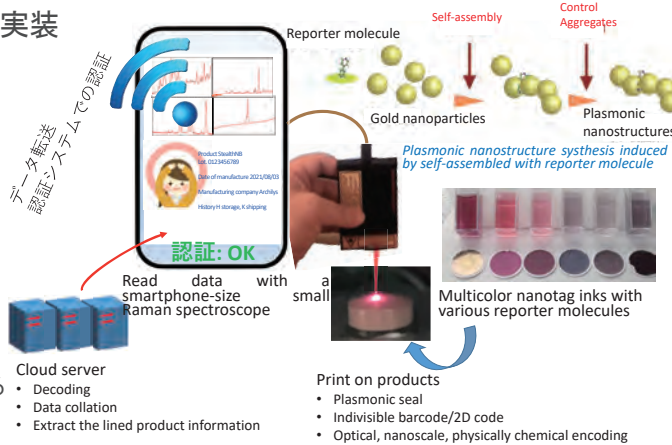 実装
データ転送
認証システムでの認証
Reporter molecule
Self-assembly
Control
Aggregates
Gold nanoparticles
Plasmonic
nanostructures
Plasmonic nanostructure systhesis induced
by self-assembled with reporter molecule
Product StealthNB
Lot. 0123456789
Date of manufacture 2021/08/03
Manufacturing company Archilys
History H storage, K shipping
認証: OK
Read data with a
smartphone-size small
Raman spectroscope
Multicolor nanotag inks with
various reporter molecules
Cloud server
• Decoding
• Data collation
• Extract the lined product information
Print on products
• Plasmonic seal
• Indivisible barcode/2D code
• Optical, nanoscale, physically chemical encoding